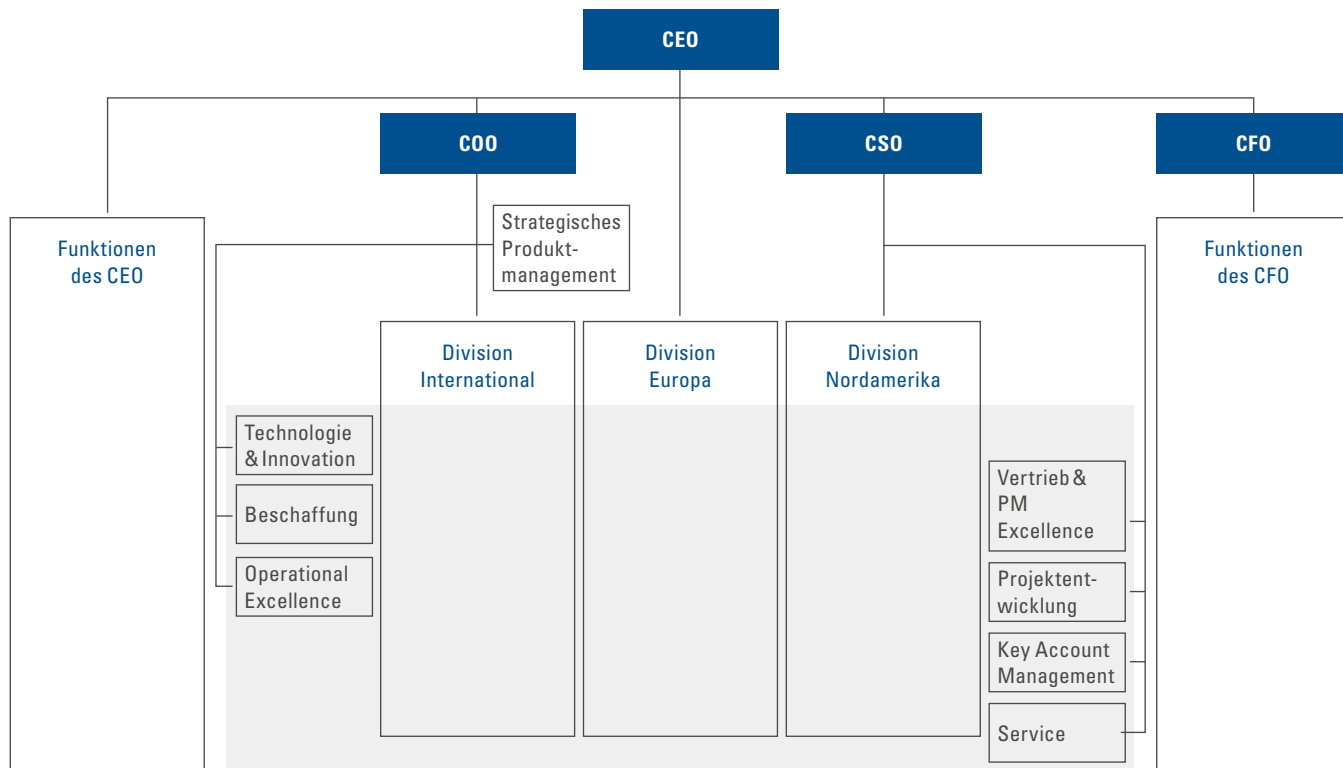 CEO
COO
CSO
CFO
Strategisches
Produkt-
management
Funktionen
des CEO
Funktionen
des CFO
Division
International
Division
Europa
Division
Nordamerika
Technologie
& Innovation
Beschaffung
Operational
Excellence
Vertrieb &
PM
Excellence
Projektent-
wicklung
Key Account
Management
Service